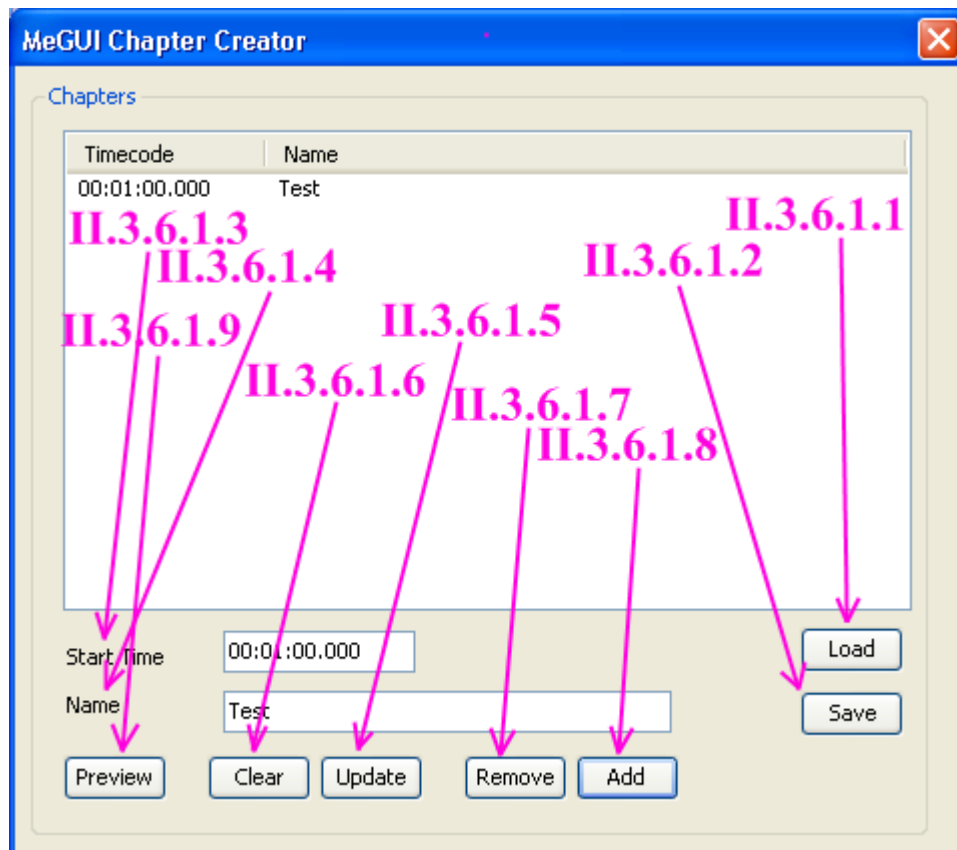 MeGUI Chapter Creator
Chapters
Timecode Name
00:01:00.000 Test
II.3.6.1.1
II.3.6.1.3
II.3.6.1.4
II.3.6.1.2
II.3.6.1.9
II.3.6.1.5
II.3.6.1.6
II.3.6.1.7
II.3.6.1.8
Start Time 00:01:00.000 Load
Name Test Save
Preview Clear Update Remove Add